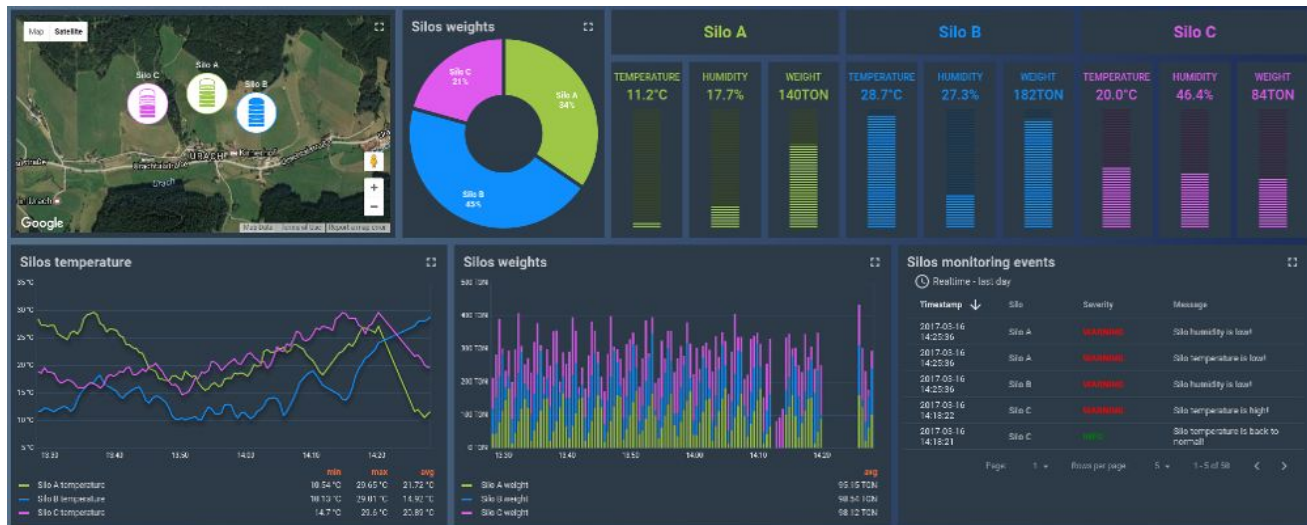 Map Satellite
Silo C
Silo A
Silo B
URACH
Urach
Google
Map data Terms of Use Report a map error
Silos weights
Silo C
21%
Silo A
34%
Silo B
45%
Silo A
TEMPERATURE HUMIDITY WEIGHT
11.2°C 17.7% 140TON
Silo B
TEMPERATURE HUMIDITY WEIGHT
28.7°C 27.3% 182TON
Silo C
TEMPERATURE HUMIDITY WEIGHT
20.0°C 46.4% 84TON
Silos temperature
35 °C
30 °C
25 °C
20 °C
15 °C
10 °C
5 °C
13:30 13:40 13:50 14:00 14:10 14:20
min max avg
Silo A temperature 10.54 °C 29.65 °C 21.72 °C
Silo B temperature 10.13 °C 29.01 °C 14.92 °C
Silo C temperature 14.7 °C 29.6 °C 20.89 °C
Silos weights
500 TON
400 TON
300 TON
200 TON
100 TON
0 TON
13:30 13:40 13:50 14:00 14:10 14:20
avg
Silo A weight 95.15 TON
Silo B weight 98.54 TON
Silo C weight 98.12 TON
Silos monitoring events
Realtime - last day
Timestamp Silo Severity Message
2017-03-16
14:25:36 Silo A WARNING Silo humidity is low!
2017-03-16
14:25:36 Silo A WARNING Silo temperature is low!
2017-03-16
14:25:36 Silo B WARNING Silo humidity is low!
2017-03-16
14:18:22 Silo C WARNING Silo temperature is high!
2017-03-16
14:18:21 Silo C INFO Silo temperature is back to
normal!
Page: 1 Rows per page: 5 1 - 5 of 50